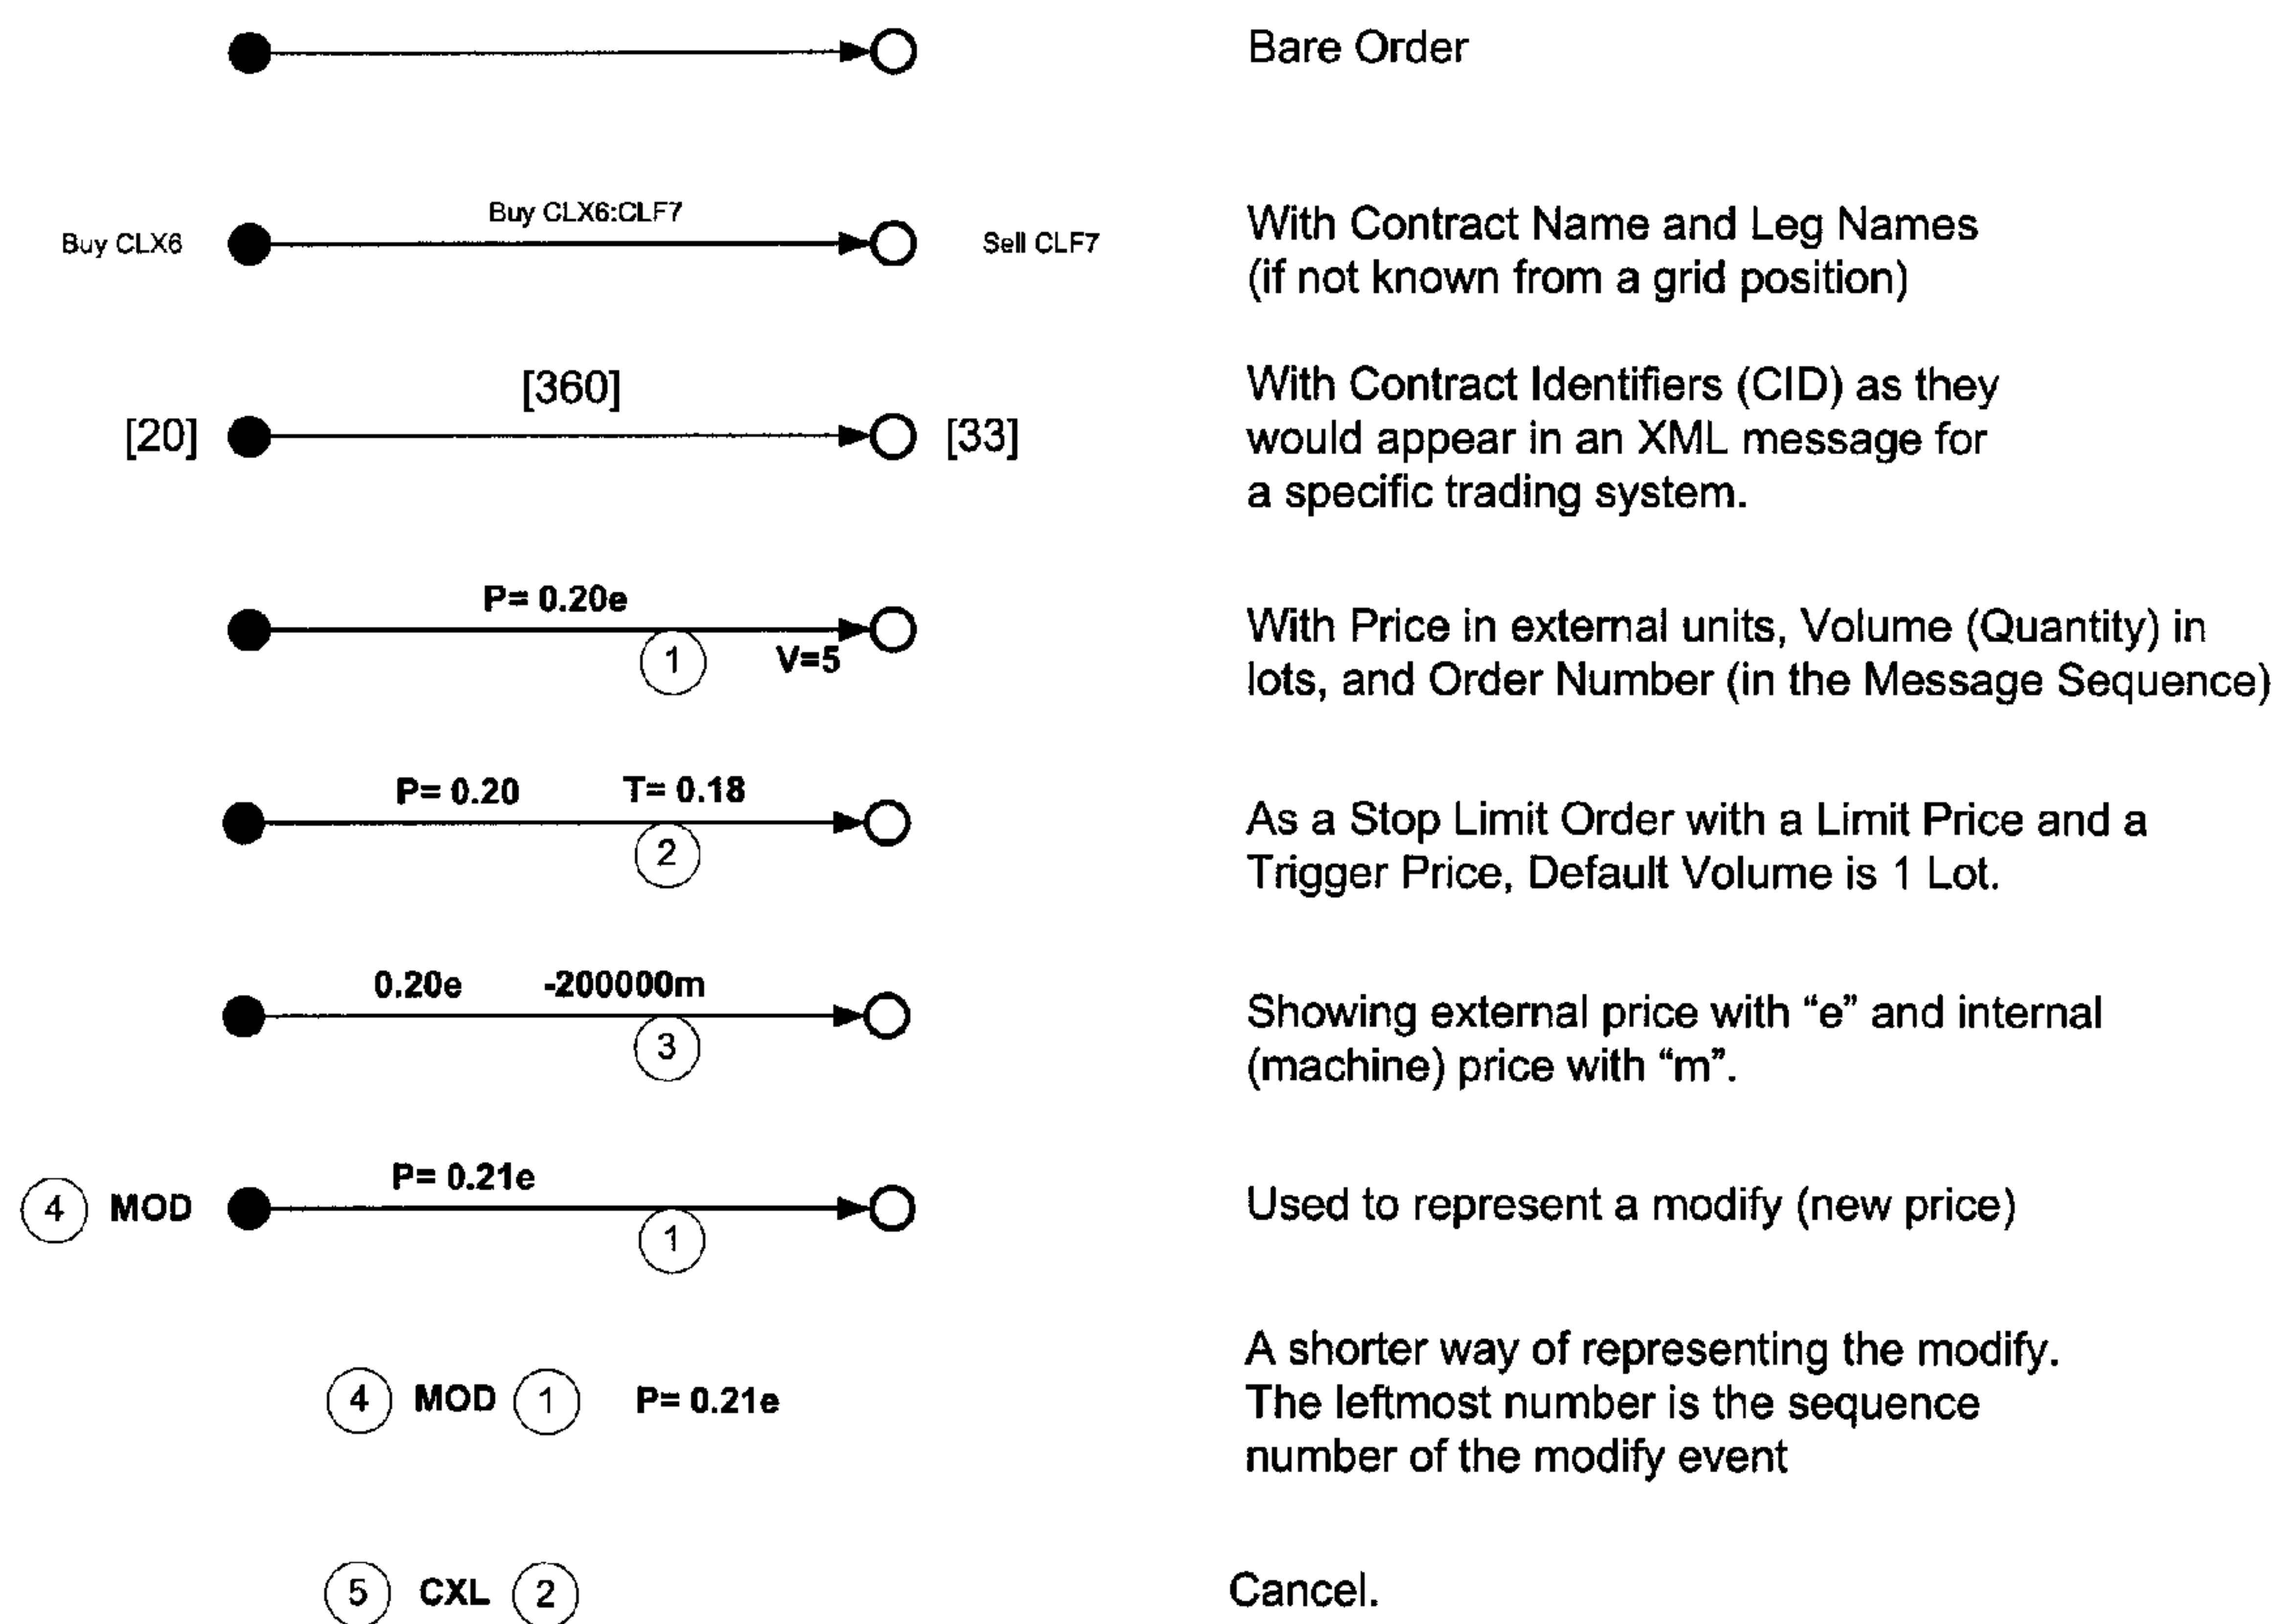 Bare Order
Buy CLX6:CLF7
Buy CLX6
Sell CLF7
With Contract Name and Leg Names
(if not known from a grid position)
[360]
[20]
[33]
With Contract Identifiers (CID) as they
would appear in an XML message for
a specific trading system.
P= 0.20e
1
V=5
With Price in external units, Volume (Quantity) in
lots, and Order Number (in the Message Sequence)
P= 0.20 T= 0.18
2
As a Stop Limit Order with a Limit Price and a
Trigger Price, Default Volume is 1 Lot.
0.20e -200000m
3
Showing external price with “e” and internal
(machine) price with “m”.
P= 0.21e
4 MOD
1
Used to represent a modify (new price)
4 MOD 1 P= 0.21e
A shorter way of representing the modify.
The leftmost number is the sequence
number of the modify event
5 CXL 2
Cancel.